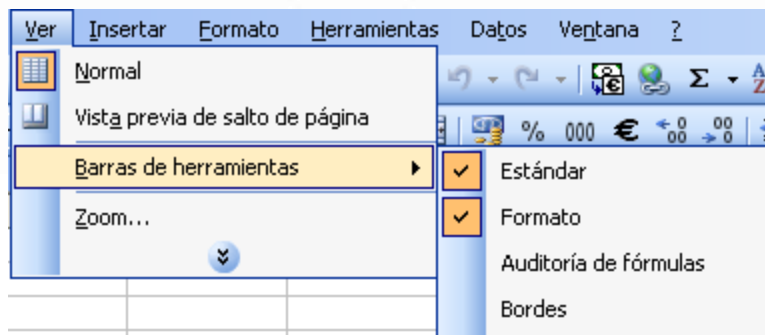 Ver Insertar Formato Herramientas Datos Ventana ?
Normal
Vista previa de salto de página
% 000 €
Barras de herramientas
Estándar
Zoom...
Formato
Auditoría de fórmulas
Bordes